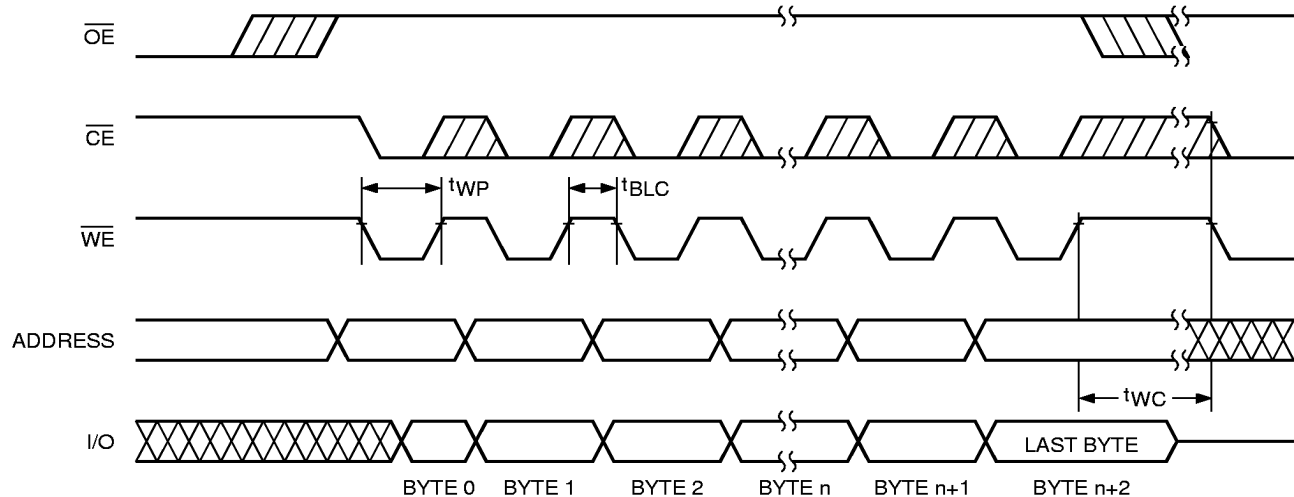 OE
CE
tWP
tBLC
WE
ADDRESS
tWC
I/O
LAST BYTE
BYTE 0 BYTE 1 BYTE 2 BYTE n BYTE n+1 BYTE n+2